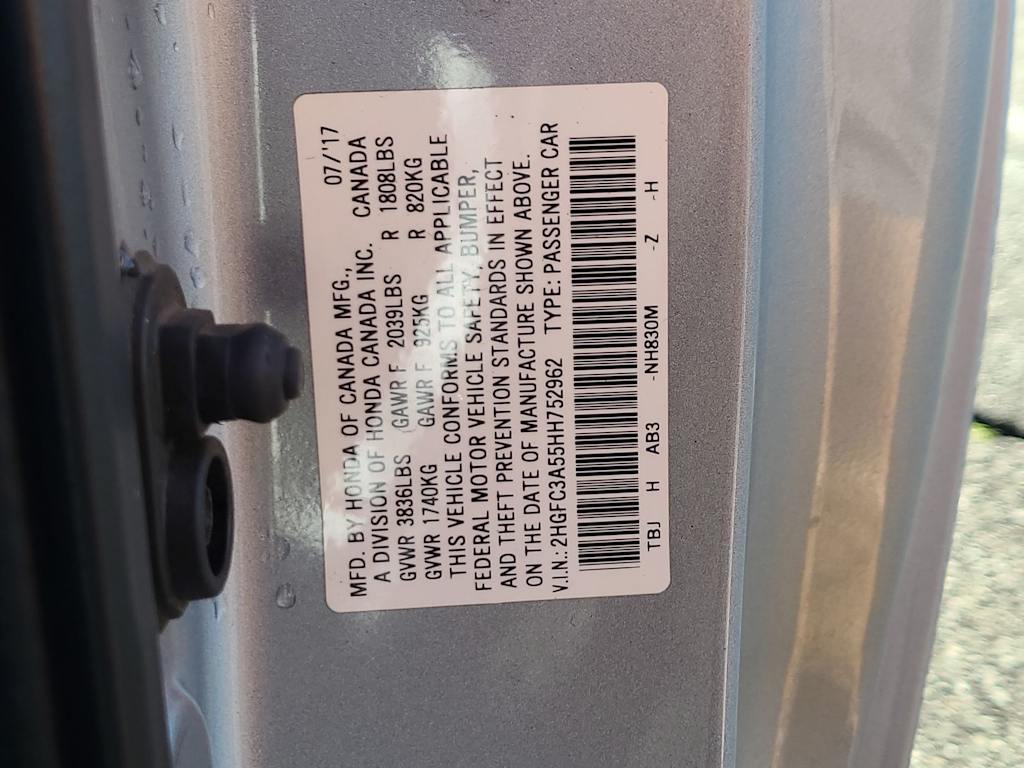 MFD. BY HONDA OF CANADA MFG., 07/'17
A DIVISION OF HONDA CANADA INC. CANADA
GVWR 3836LBS GAWR F 2039LBS R 1808LBS
GVWR 1740KG GAWR F 925KG R 820KG
THIS VEHICLE CONFORMS TO ALL APPLICABLE
FEDERAL MOTOR VEHICLE SAFETY, BUMPER,
AND THEFT PREVENTION STANDARDS IN EFFECT
ON THE DATE OF MANUFACTURE SHOWN ABOVE.
V.I.N.: 2HGFC3A55HH752962 TYPE: PASSENGER CAR
TBJ H AB3 -NH830M -Z -H